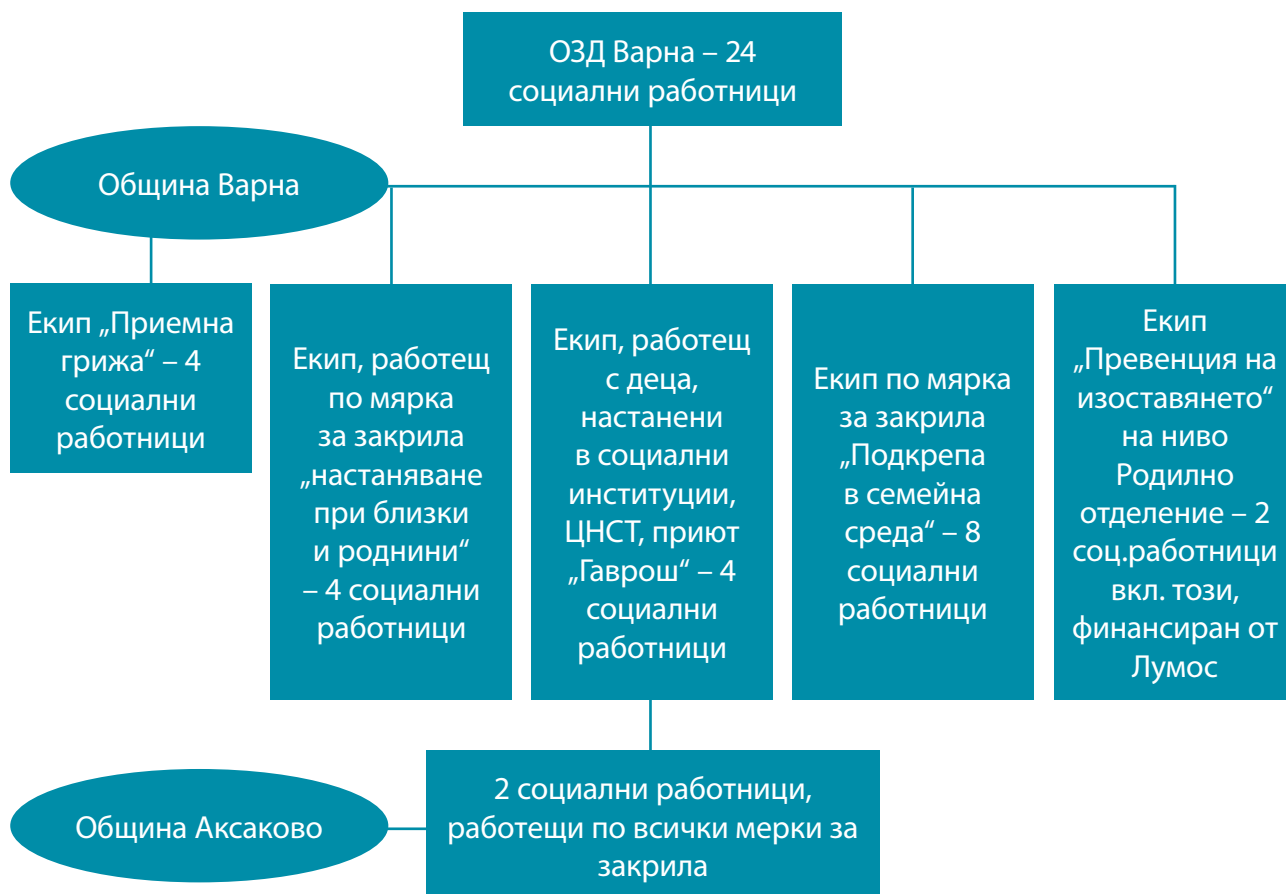 ОЗД Варна – 24
социални работници
Община Варна
Екип „Приемна
грижа“ – 4
социални
работници
Екип, работещ
по мярка
за закрила
„настаняване
при близки
и роднини“
– 4 социални
работници
Екип, работещ
с деца,
настанени
в социални
институции,
ЦНСТ, приют
„Гаврош“ – 4
социални
работници
Екип по мярка
за закрила
„Подкрепа
в семейна
среда“ – 8
социални
работници
Екип
„Превенция на
изоставянето“
на ниво
Родилно
отделение – 2
соц.работници
вкл. този,
финансиран от
Лумос
Община Аксаково
2 социални работници,
работещи по всички мерки за
закрила